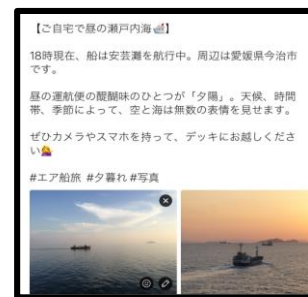 【ご自宅で昼の瀬戸内海🛳】
18時現在、船は安芸灘を航行中。周辺は愛媛県今治市
です。
昼の運航便の醍醐味のひとつが「夕陽」。天候、時間
帯、季節によって、空と海は無数の表情を見せます。
ぜひカメラやスマホを持って、デッキにお越しくださ
い🙋
#エア船旅 #夕暮れ #写真